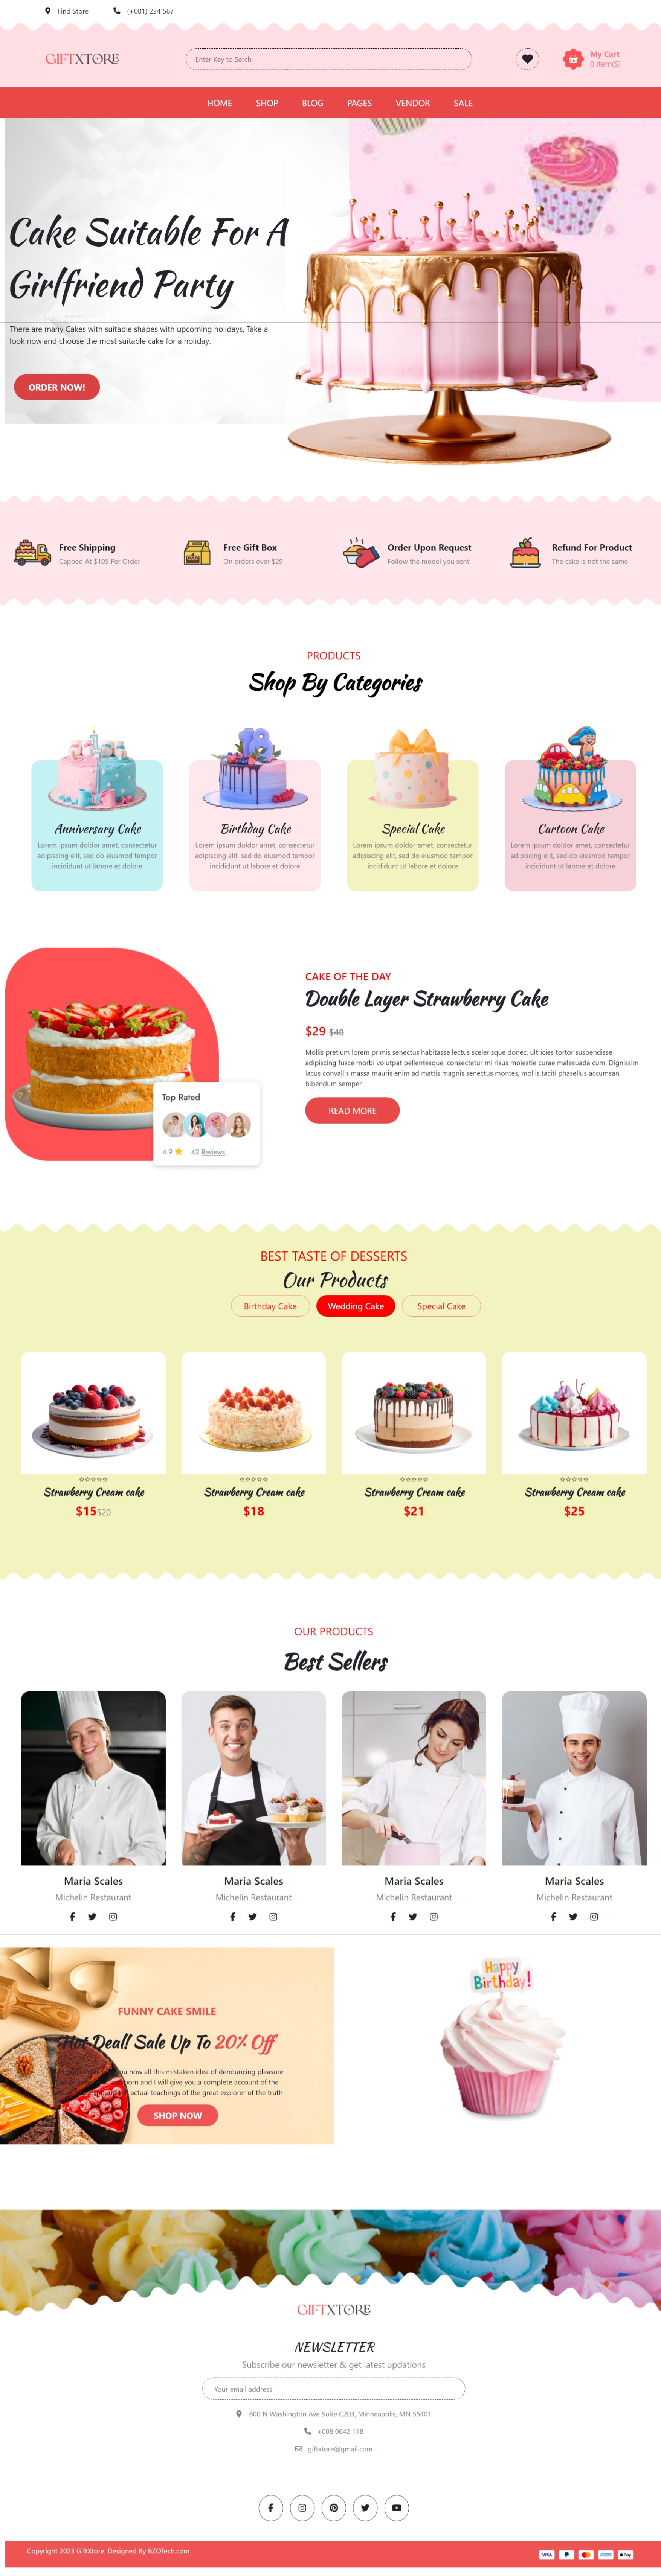 Find Store
(+001) 234 567
GIFTXTORE
Enter Key to Serch
My Cart
0 item(S)
HOME
SHOP
BLOG
PAGES
VENDOR
SALE
Cake Suitable For A
Girlfriend Party
There are many Cakes with suitable shapes with upcoming holidays, Take a
look now and choose the most suitable cake for a holiday.
ORDER NOW!
Free Shipping
Capped At $105 Per Order
Free Gift Box
On orders over $29
Order Upon Request
Follow the model you sent
Refund For Product
The cake is not the same
PRODUCTS
Shop By Categories
18
Anniversary Cake
Lorem ipsum doldor amet, consectetur
adipiscing elit, sed do eiusmod tempor
incididunt ut labore et dolore
Birthday Cake
Lorem ipsum doldor amet, consectetur
adipiscing elit, sed do eiusmod tempor
incididunt ut labore et dolore
Special Cake
Lorem ipsum doldor amet, consectetur
adipiscing elit, sed do eiusmod tempor
incididunt ut labore et dolore
Cartoon Cake
Lorem ipsum doldor amet, consectetur
adipiscing elit, sed do eiusmod tempor
incididunt ut labore et dolore
Top Rated
4.9
42 Reviews
CAKE OF THE DAY
Double Layer Strawberry Cake
$29 $40
Mollis pretium lorem primis senectus habitasse lectus scelerisque donec, ultricies tortor suspendisse
adipiscing fusce morbi volutpat pellentesque, consectetur mi risus molestie curae malesuada cum. Dignissim
lacus convallis massa mauris enim ad mattis magnis senectus montes, mollis taciti phasellus accumsan
bibendum semper
READ MORE
BEST TASTE OF DESSERTS
Our Products
Birthday Cake
Wedding Cake
Special Cake
Strawberry Cream cake
$15 $20
Strawberry Cream cake
$18
Strawberry Cream cake
$21
Strawberry Cream cake
$25
OUR PRODUCTS
Best Sellers
Maria Scales
Michelin Restaurant
Maria Scales
Michelin Restaurant
Maria Scales
Michelin Restaurant
Maria Scales
Michelin Restaurant
FUNNY CAKE SMILE
Hot Deal! Sale Up To 20% Off
how all this mistaken idea of denouncing pleasure
born and I will give you a complete account of the
actual teachings of the great explorer of the truth
SHOP NOW
Happy
Birthday!
GIFTXTORE
NEWSLETTER
Subscribe our newsletter & get latest updations
Your email address
600 N Washington Ave Suite C203, Minneapolis, MN 55401
+008 0642 118
giftxtore@gmail.com
Copyright 2023 GiftXtore. Designed By BZOTech.com
VISA
Pay